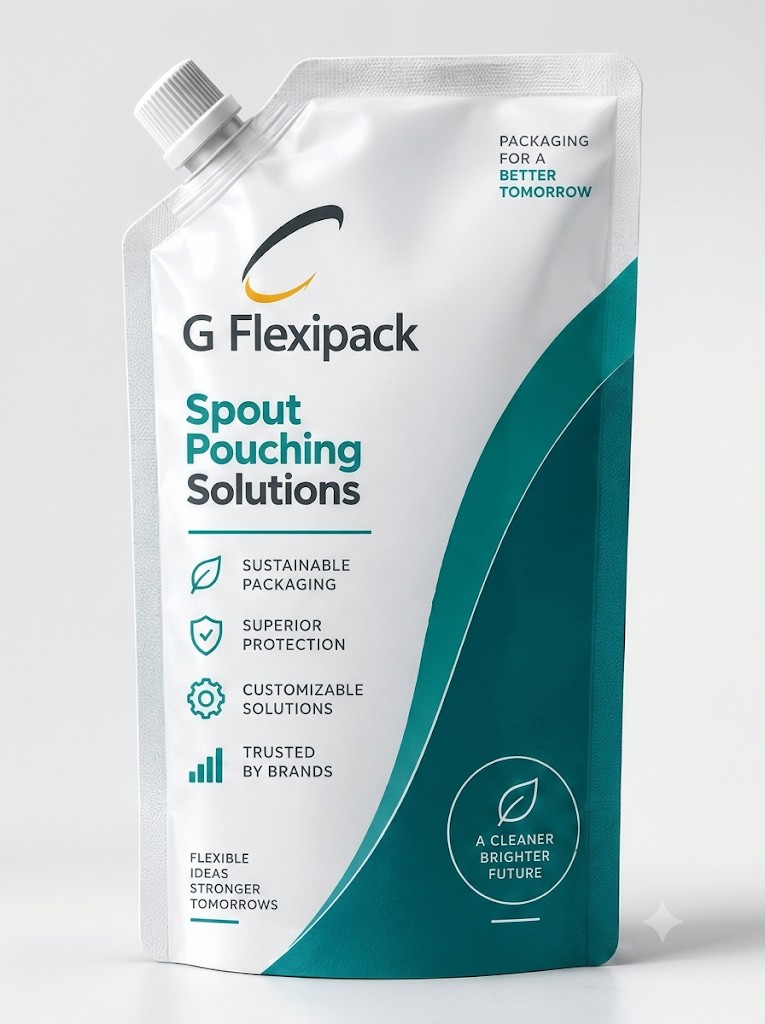 PACKAGING
FOR A
BETTER
TOMORROW
G Flexipack
Spout
Pouching
Solutions
SUSTAINABLE
PACKAGING
SUPERIOR
PROTECTION
CUSTOMIZABLE
SOLUTIONS
TRUSTED
BY BRANDS
FLEXIBLE
IDEAS
STRONGER
TOMORROWS
A CLEANER
BRIGHTER
FUTURE